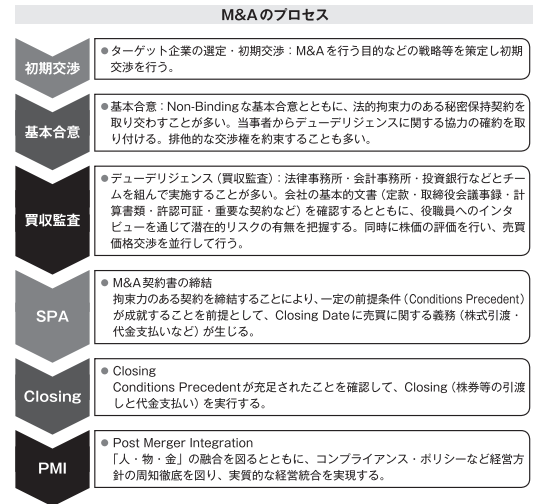 M&Aのプロセス
初期交渉
●ターゲット企業の選定・初期交渉：M&Aを行う目的などの戦略等を策定し初期
交渉を行う。
基本合意
●基本合意：Non-Bindingな基本合意とともに、法的拘束力のある秘密保持契約を
取り交わすことが多い。当事者からデューデリジェンスに関する協力の確約を取
り付ける。排他的な交渉権を約束することも多い。
買収監査
●デューデリジェンス（買収監査）：法律事務所・会計事務所・投資銀行などとチー
ムを組んで実施することが多い。会社の基本的文書（定款・取締役会議事録・計
算書類・許認可証・重要な契約など）を確認するとともに、役職員へのインタ
ビューを通じて潜在的リスクの有無を把握する。同時に株価の評価を行い、売買
価格交渉を並行して行う。
SPA
● M&A契約書の締結
拘束力のある契約を締結することにより、一定の前提条件（Conditions Precedent）
が成就することを前提として、Closing Dateに売買に関する義務（株式引渡・
代金支払いなど）が生じる。
Closing
● Closing
Conditions Precedentが充足されたことを確認して、Closing（株券等の引渡
しと代金支払い）を実行する。
PMI
● Post Merger Integration
「人・物・金」の融合を図るとともに、コンプライアンス・ポリシーなど経営方
針の周知徹底を図り、実質的な経営統合を実現する。